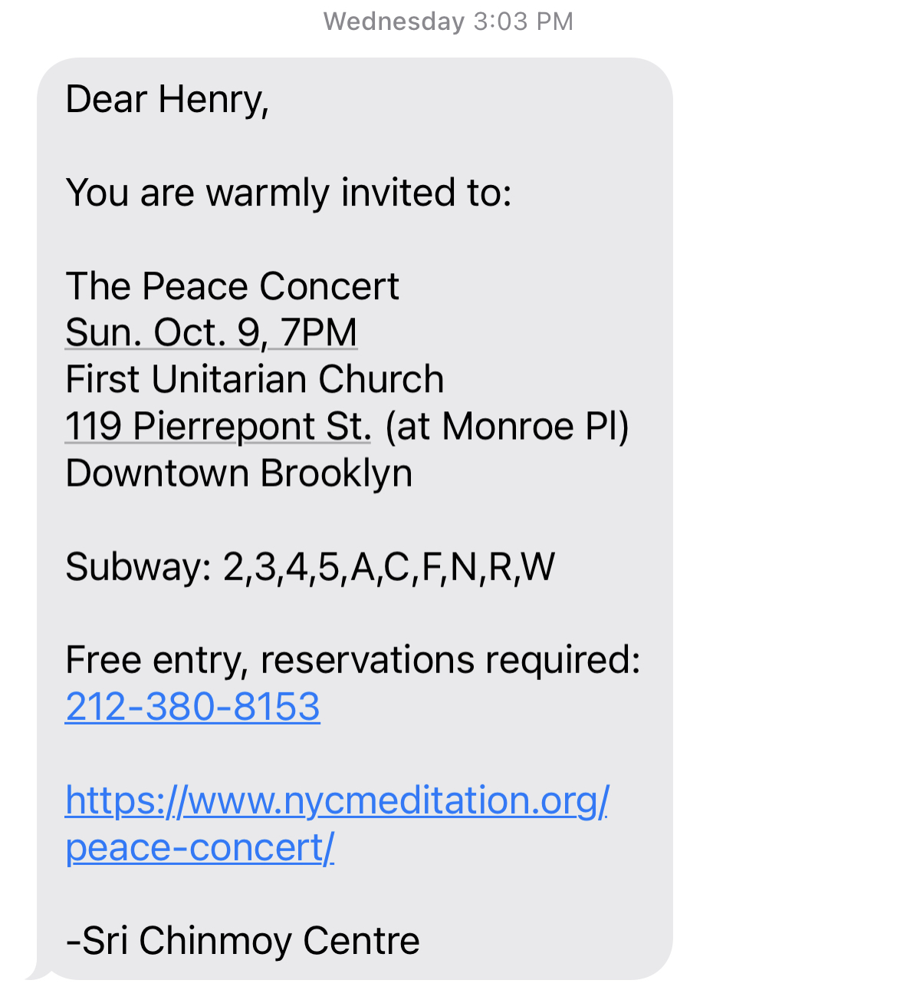 Wednesday 3:03 PM
Dear Henry,
You are warmly invited to:
The Peace Concert
Sun. Oct. 9, 7PM
First Unitarian Church
119 Pierrepont St. (at Monroe Pl)
Downtown Brooklyn
Subway: 2,3,4,5,A,C,F,N,R,W
Free entry, reservations required:
212-380-8153
https://www.nycmeditation.org/
peace-concert/
-Sri Chinmoy Centre